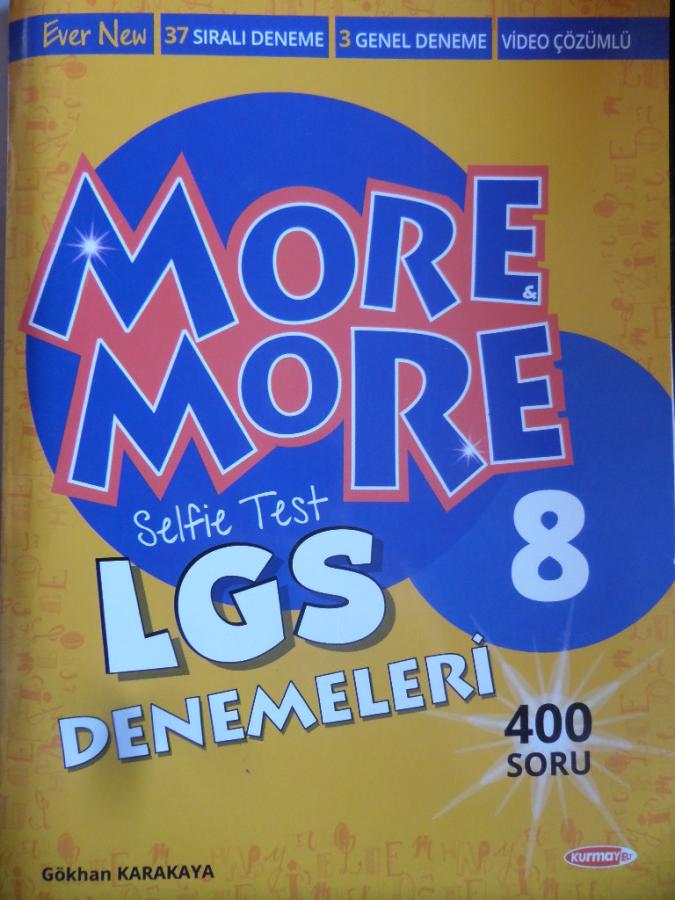 Ever New 37 SIRALI DENEME 3 GENEL DENEME VİDEO ÇÖZÜMLÜ
MORE &
MORE
Selfie Test
8
LGS
DENEMELERİ
400
SORU
Gökhan KARAKAYA
kurmay ELT